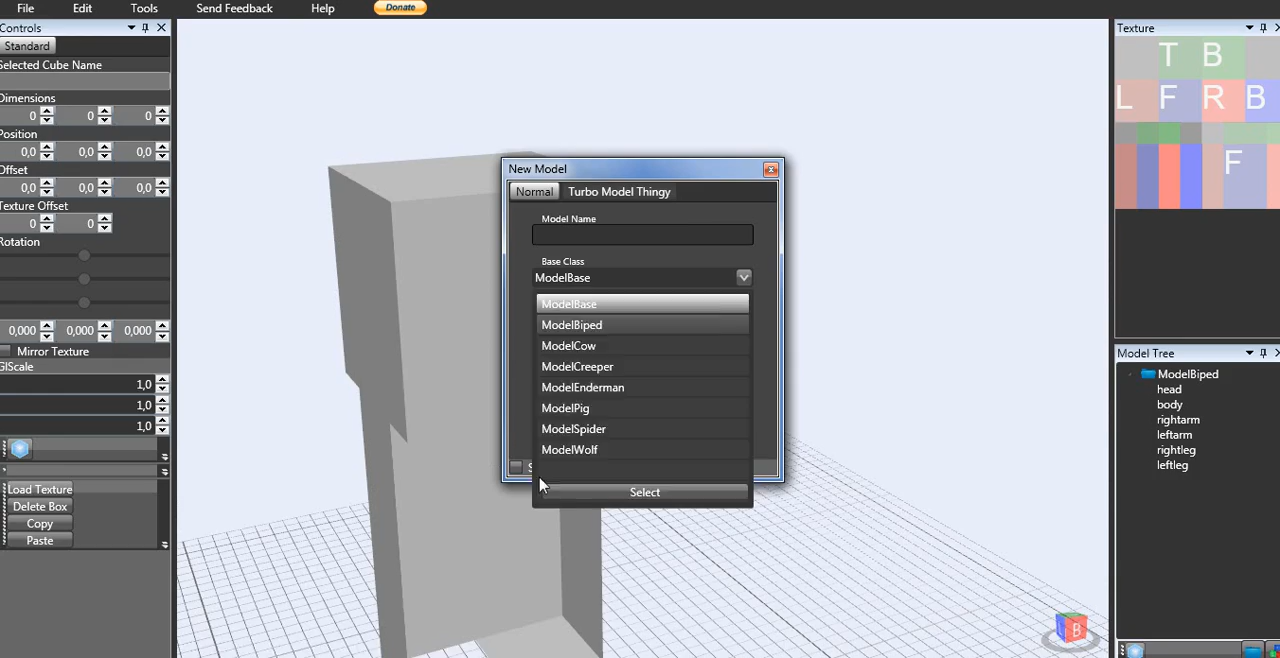 File Edit Tools Send Feedback Help Donate
Controls
Standard
Selected Cube Name
Dimensions
0 0 0
Position
0,0 0,0 0,0
Offset
0,0 0,0 0,0
Texture Offset
0 0
Rotation
0,000 0,000 0,000
Mirror Texture
GlScale
1,0
1,0
1,0
Load Texture
Delete Box
Copy
Paste
New Model
Normal Turbo Model Thingy
Model Name
Base Class
ModelBase
ModelBase
ModelBiped
ModelCow
ModelCreeper
ModelEnderman
ModelPig
ModelSpider
ModelWolf
Select
B
Texture
T B
L F R B
F
Model Tree
ModelBiped
head
body
rightarm
leftarm
rightleg
leftleg